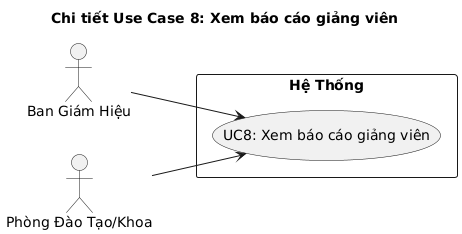 Chi tiết Use Case 8: Xem báo cáo giảng viên
Hệ Thống
Ban Giám Hiệu
UC8: Xem báo cáo giảng viên
Phòng Đào Tạo/Khoa